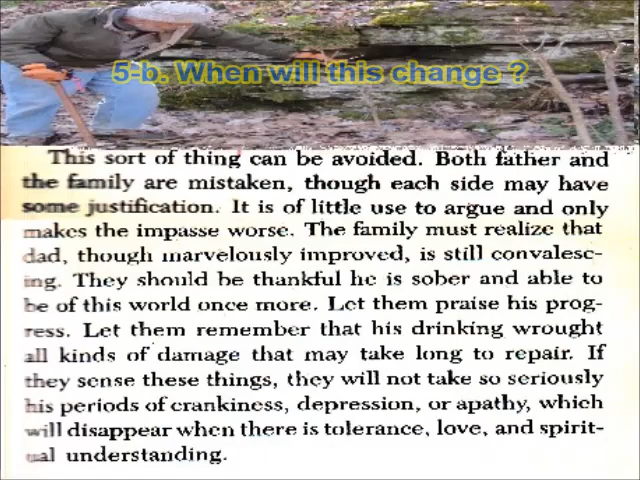 5-b. When will this change ?
This sort of thing can be avoided. Both father and
the family are mistaken, though each side may have
some justification. It is of little use to argue and only
makes the impasse worse. The family must realize that
dad, though marvelously improved, is still convalesc-
ing. They should be thankful he is sober and able to
be of this world once more. Let them praise his prog-
ress. Let them remember that his drinking wrought
all kinds of damage that may take long to repair. If
they sense these things, they will not take so seriously
his periods of crankiness, depression, or apathy, which
will disappear when there is tolerance, love, and spirit-
ual understanding.